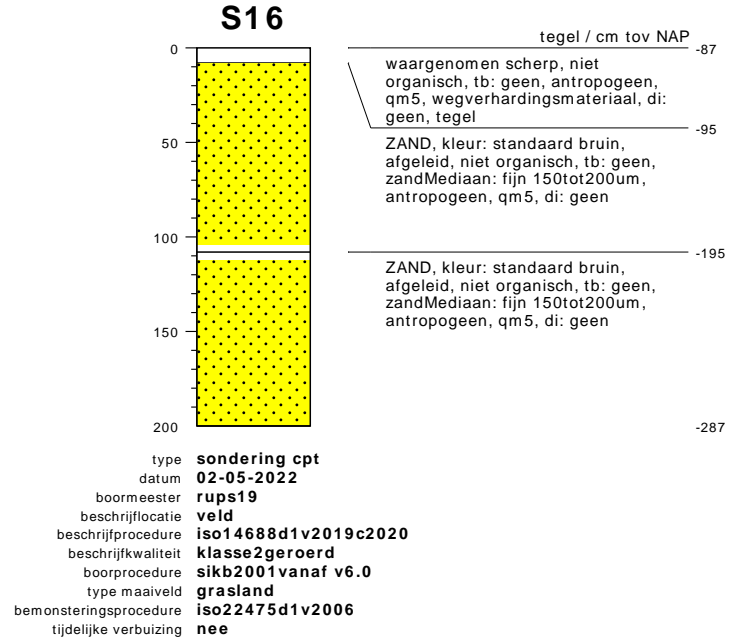 S16
tegel / cm tov NAP
0
-87
waargenomen scherp, niet
organisch, tb: geen, antropogeen,
qm5, wegverhardingsmateriaal, di:
geen, tegel
-95
50
ZAND, kleur: standaard bruin,
afgeleid, niet organisch, tb: geen,
zandMediaan: fijn 150tot200um,
antropogeen, qm5, di: geen
100
-195
ZAND, kleur: standaard bruin,
afgeleid, niet organisch, tb: geen,
zandMediaan: fijn 150tot200um,
antropogeen, qm5, di: geen
150
200
-287
type sondering cpt
datum 02-05-2022
boormeester rups19
beschrijflocatie veld
beschrijfprocedure iso14688d1v2019c2020
beschrijfkwaliteit klasse2geroerd
boorprocedure sikb2001vanaf v6.0
type maaiveld grasland
bemonsteringsprocedure iso22475d1v2006
tijdelijke verbuizing nee